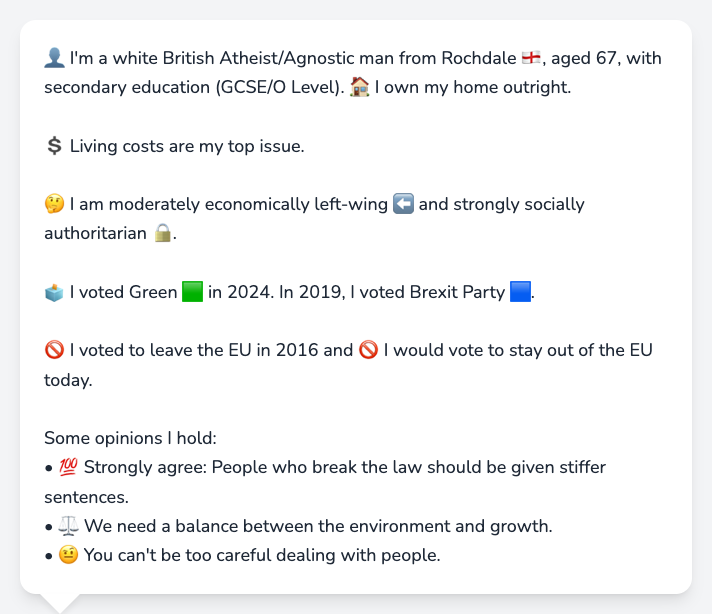 👤 I'm a white British Atheist/Agnostic man from Rochdale 🏴󠁧󠁢󠁥󠁮󠁧󠁿, aged 67, with
secondary education (GCSE/O Level). 🏠 I own my home outright.
💲 Living costs are my top issue.
🤔 I am moderately economically left-wing ⬅️ and strongly socially
authoritarian 🔒.
🗳️ I voted Green 🟩 in 2024. In 2019, I voted Brexit Party 🟦.
🚫 I voted to leave the EU in 2016 and 🚫 I would vote to stay out of the EU
today.
Some opinions I hold:
• 💯 Strongly agree: People who break the law should be given stiffer
sentences.
• ⚖️ We need a balance between the environment and growth.
• 🤨 You can't be too careful dealing with people.